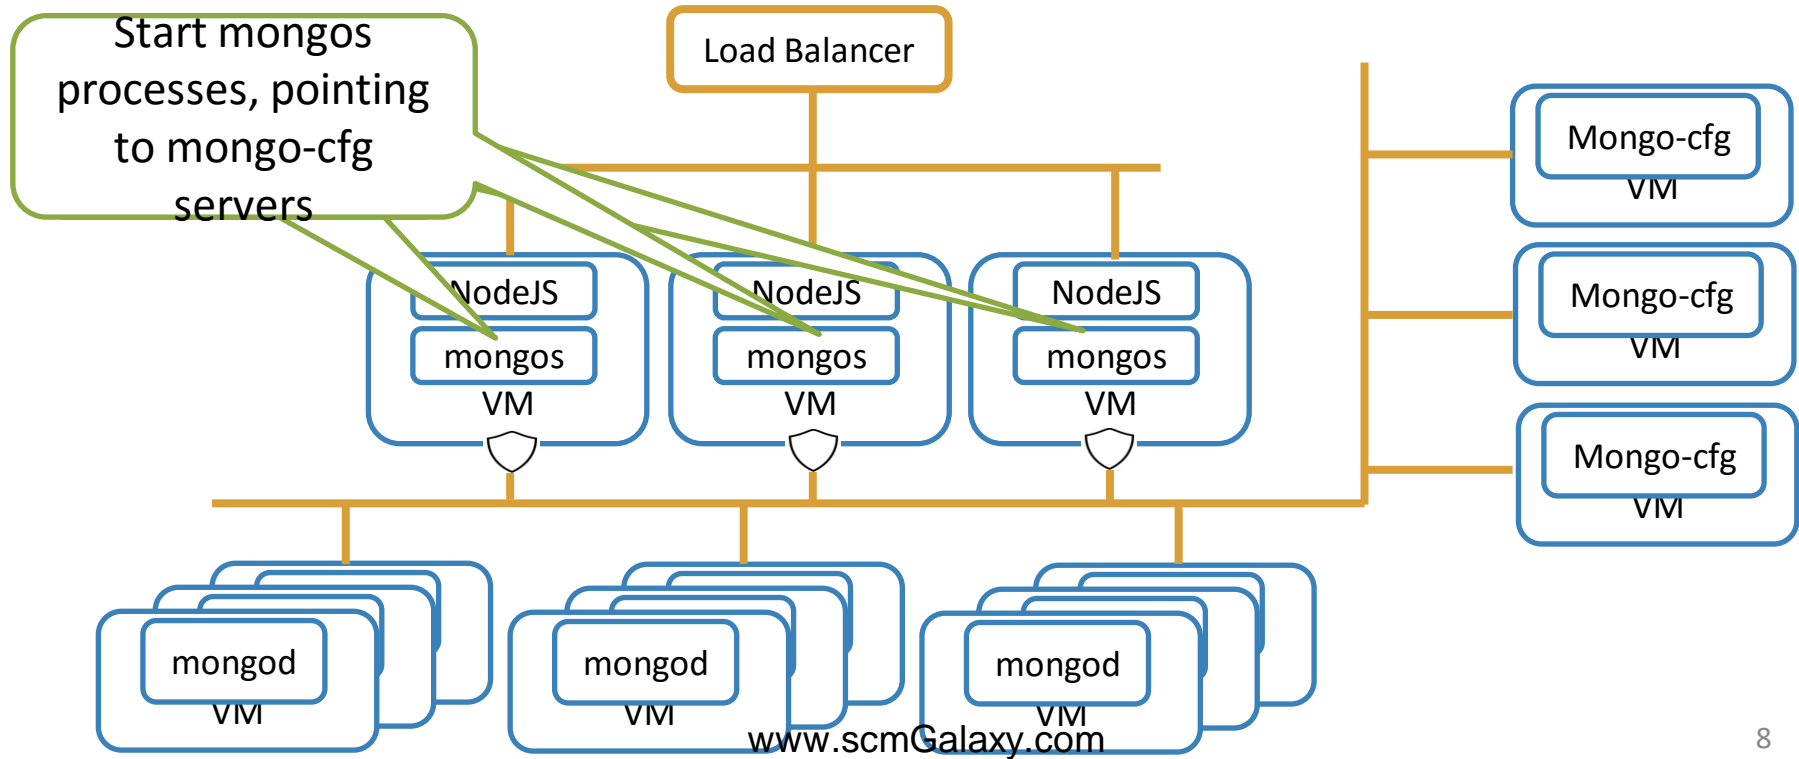 Start mongos
processes, pointing
to mongo-cfg
servers
Load Balancer
Mongo-cfg
VM
Mongo-cfg
VM
Mongo-cfg
VM
NodeJS
mongos
VM
NodeJS
mongos
VM
NodeJS
mongos
VM
mongod
VM
mongod
VM
mongod
VM
www.scmGalaxy.com
8